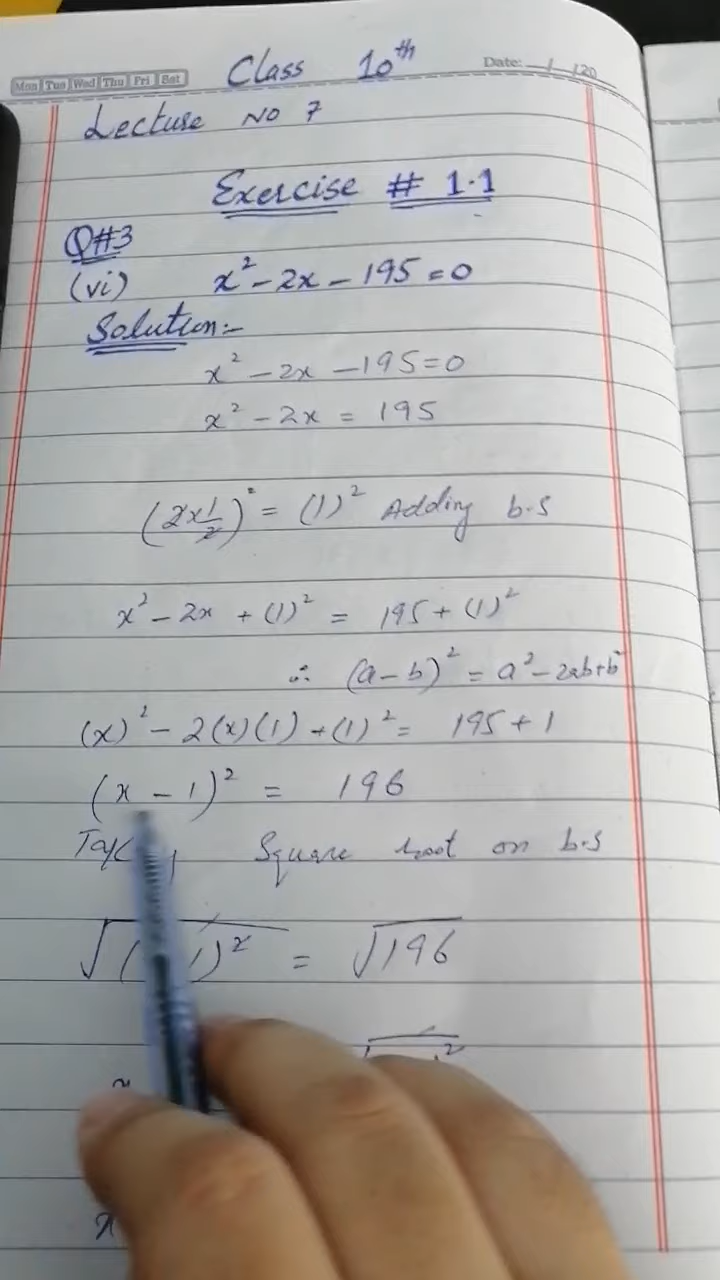 Mon Tue Wed Thu Fri Sat Class 10th Date: / /20
Lecture NO 7
Exercise # 1.1
Q#3
(vi) x² - 2x - 195 = 0
Solution:-
x² - 2x - 195 = 0
x² - 2x = 195
(2x1/2)² = (1)² Adding b.s
x² - 2x + (1)² = 195 + (1)²
∴ (a - b)² = a² - 2ab + b²
(x)² - 2(x)(1) + (1)² = 195 + 1
(x - 1)² = 196
Square root on b.s
√( 1)² = √196
x